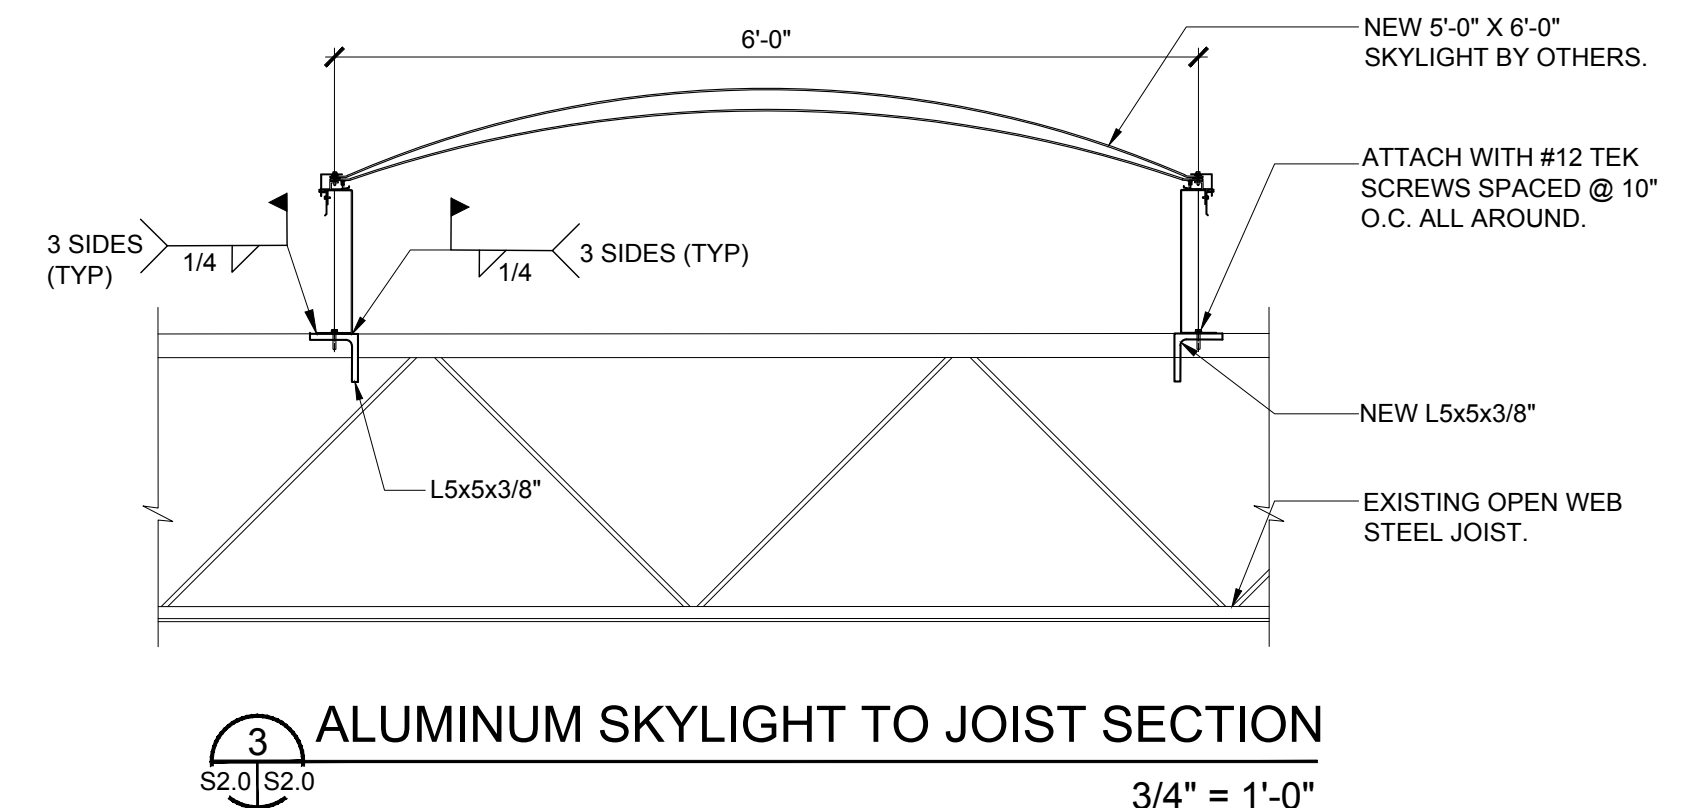 6'-0"
NEW 5'-0" X 6'-0"
SKYLIGHT BY OTHERS.
ATTACH WITH #12 TEK
SCREWS SPACED @ 10"
O.C. ALL AROUND.
3 SIDES
(TYP)
1/4
1/4
3 SIDES (TYP)
NEW L5x5x3/8"
L5x5x3/8"
EXISTING OPEN WEB
STEEL JOIST.
3
S2.0
S2.0
ALUMINUM SKYLIGHT TO JOIST SECTION
3/4" = 1'-0"